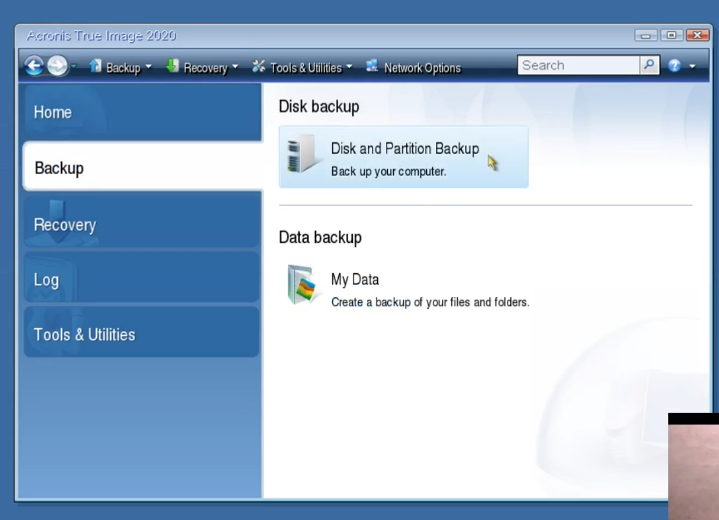 Acronis True Image 2020
Backup Recovery Tools & Utilities Network Options Search
Home
Backup
Recovery
Log
Tools & Utilities
Disk backup
Disk and Partition Backup
Back up your computer.
Data backup
My Data
Create a backup of your files and folders.